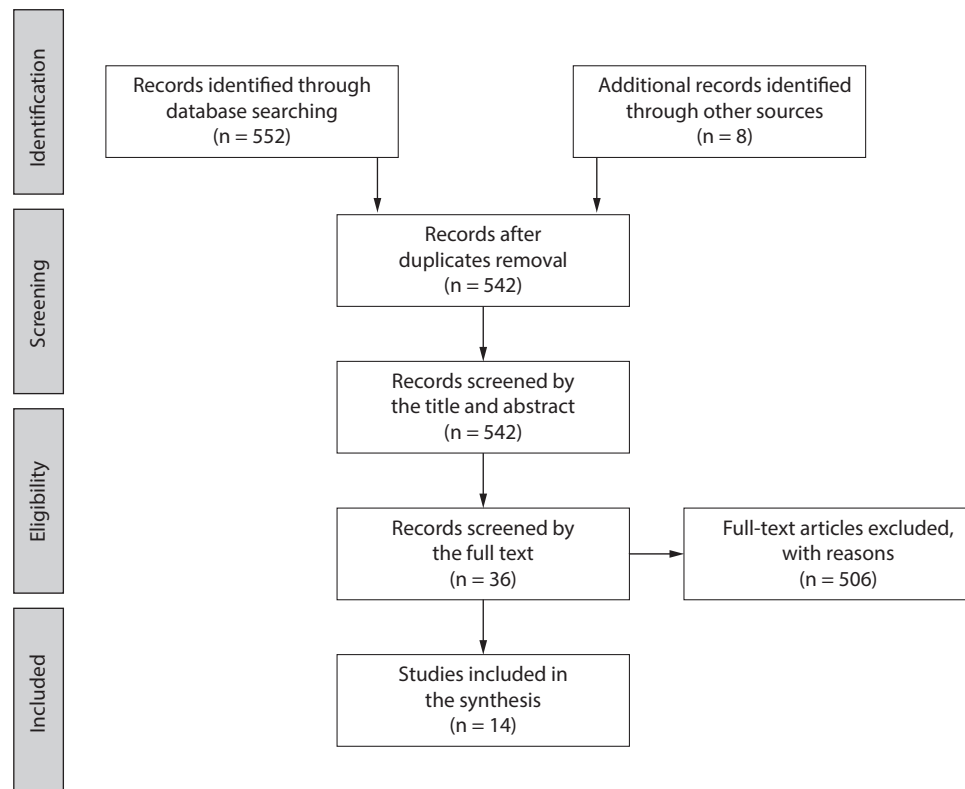 Identification
Records identified through
database searching
(n = 552)
Additional records identified
through other sources
(n = 8)
Screening
Records after
duplicates removal
(n = 542)
Records screened by
the title and abstract
(n = 542)
Eligibility
Records screened by
the full text
(n = 36)
Full-text articles excluded,
with reasons
(n = 506)
Included
Studies included in
the synthesis
(n = 14)